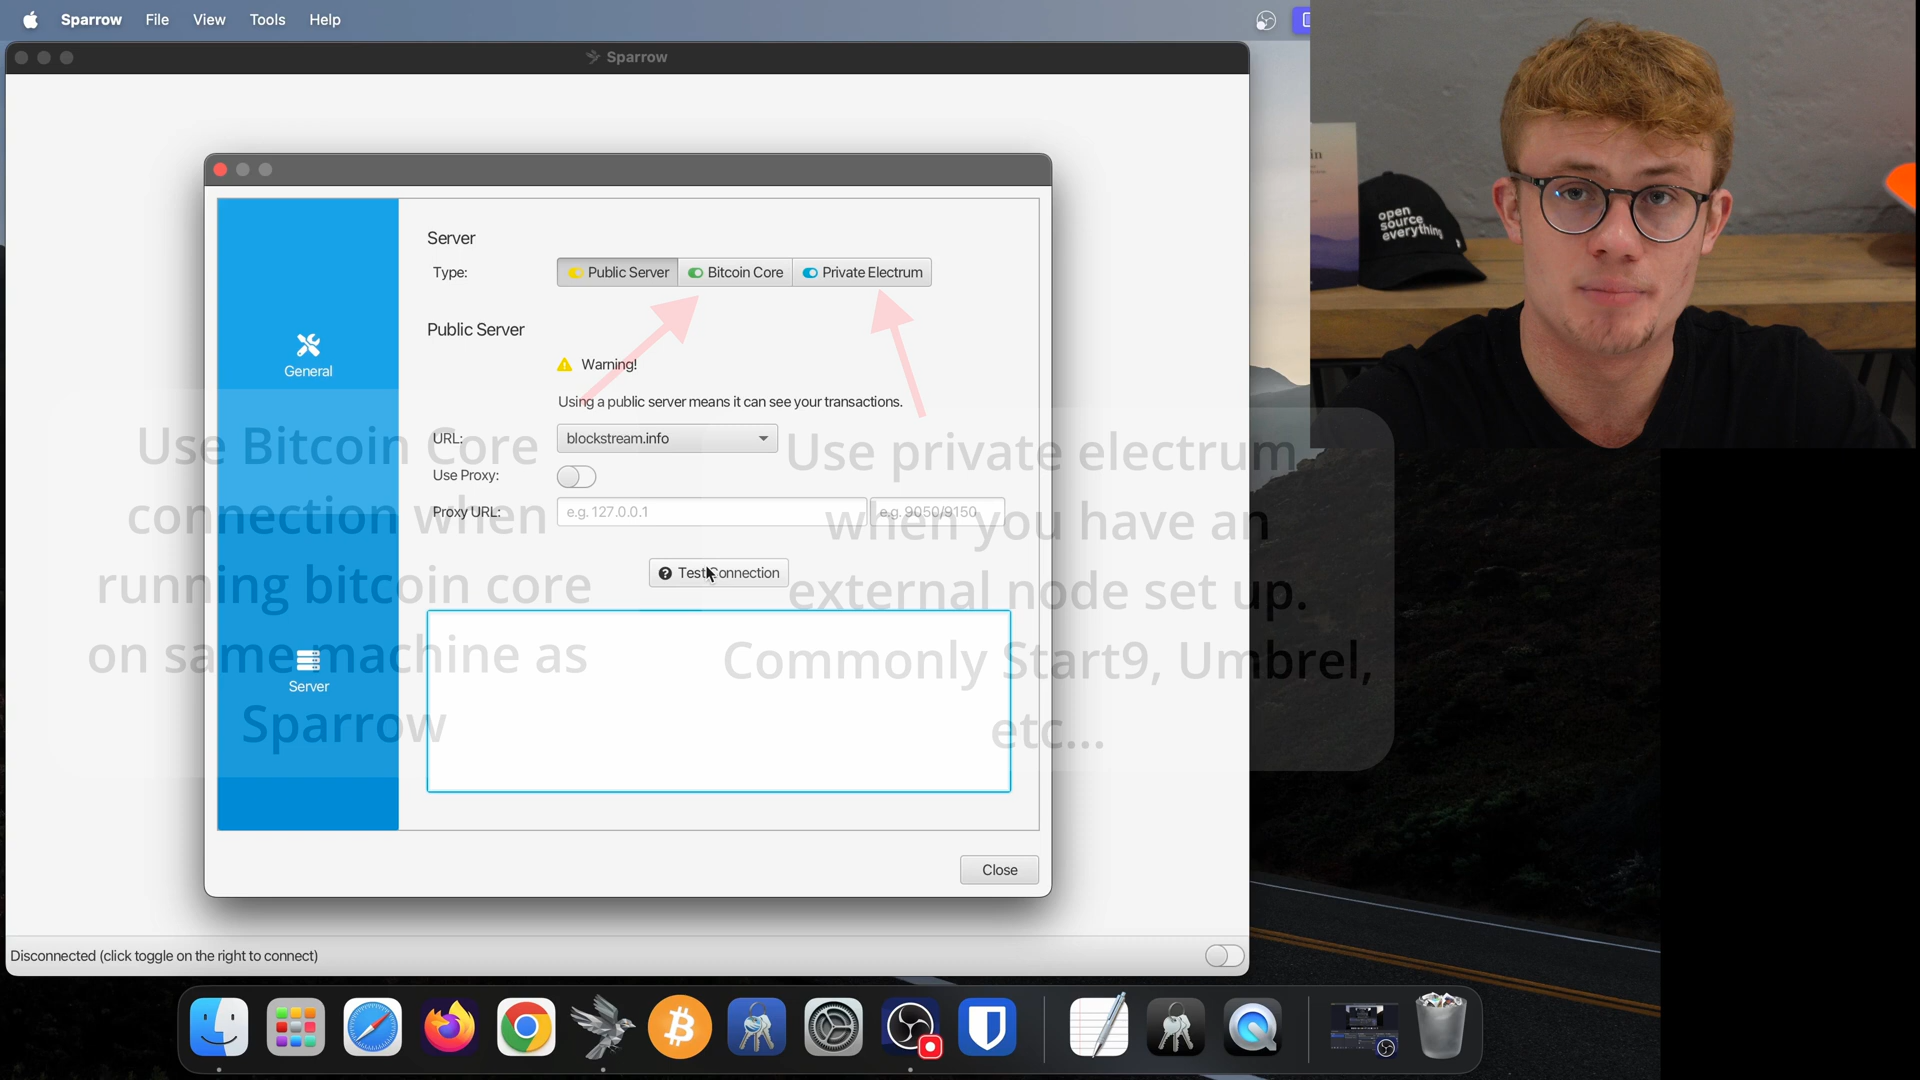 Sparrow File View Tools Help
Sparrow
Server
Type: Public Server Bitcoin Core Private Electrum
Public Server
Warning!
Using a public server means it can see your transactions.
URL: blockstream.info
Use Proxy:
Proxy URL: e.g. 127.0.0.1 e.g. 9050/9150
Test Connection
General
Server
Close
Use Bitcoin Core
connection when
running bitcoin core
on same machine as
Sparrow
Use private electrum
when you have an
external node set up.
Commonly Start9, Umbrel,
etc...
Disconnected (click toggle on the right to connect)
in
open
source
everything